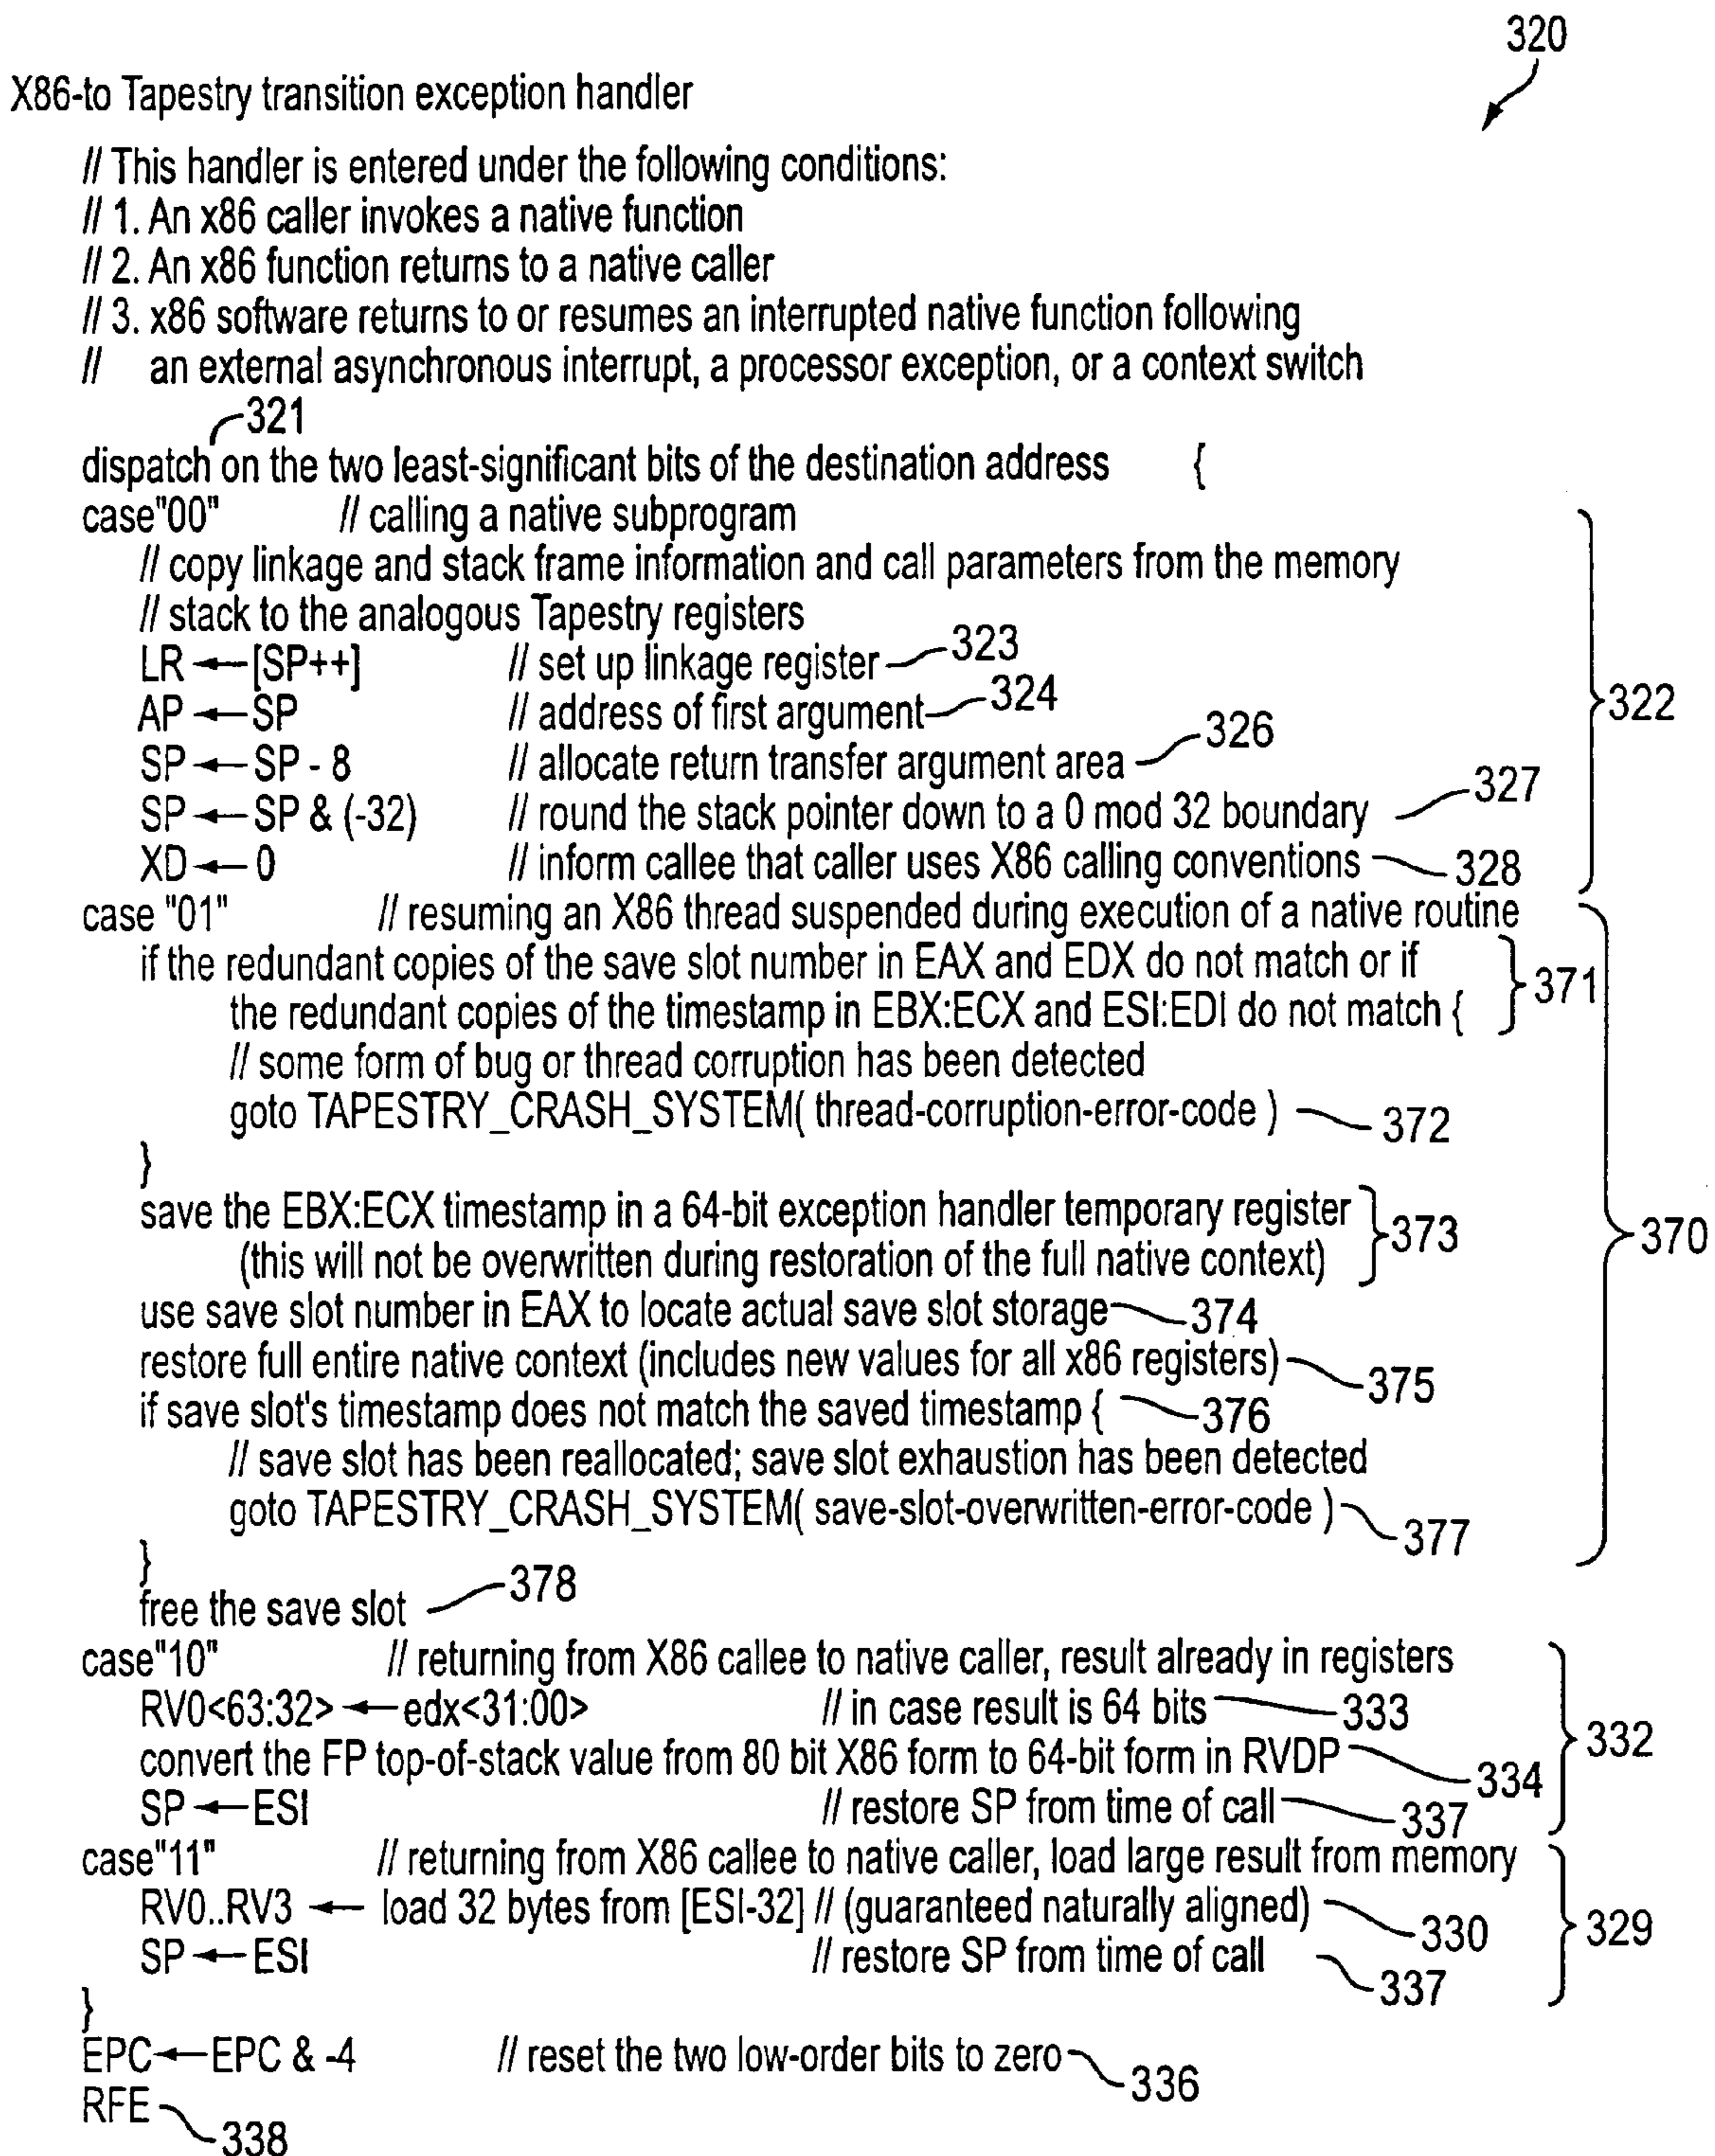 320
X86-to Tapestry transition exception handler
// This handler is entered under the following conditions:
// 1. An x86 caller invokes a native function
// 2. An x86 function returns to a native caller
// 3. x86 software returns to or resumes an interrupted native function following
// an external asynchronous interrupt, a processor exception, or a context switch
321
dispatch on the two least-significant bits of the destination address {
case"00" // calling a native subprogram
// copy linkage and stack frame information and call parameters from the memory
// stack to the analogous Tapestry registers
LR ← [SP++] // set up linkage register 323
AP ← SP // address of first argument 324
322
SP ← SP - 8 // allocate return transfer argument area 326
SP ← SP & (-32) // round the stack pointer down to a 0 mod 32 boundary 327
XD ← 0 // inform callee that caller uses X86 calling conventions 328
case "01" // resuming an X86 thread suspended during execution of a native routine
if the redundant copies of the save slot number in EAX and EDX do not match or if
the redundant copies of the timestamp in EBX:ECX and ESI:EDI do not match { 371
// some form of bug or thread corruption has been detected
goto TAPESTRY_CRASH_SYSTEM( thread-corruption-error-code ) 372
}
save the EBX:ECX timestamp in a 64-bit exception handler temporary register
(this will not be overwritten during restoration of the full native context) 373
370
use save slot number in EAX to locate actual save slot storage 374
restore full entire native context (includes new values for all x86 registers) 375
if save slot's timestamp does not match the saved timestamp { 376
// save slot has been reallocated; save slot exhaustion has been detected
goto TAPESTRY_CRASH_SYSTEM( save-slot-overwritten-error-code ) 377
}
free the save slot 378
case"10" // returning from X86 callee to native caller, result already in registers
RV0<63:32> ← edx<31:00> // in case result is 64 bits 333
332
convert the FP top-of-stack value from 80 bit X86 form to 64-bit form in RVDP 334
SP ← ESI // restore SP from time of call 337
case"11" // returning from X86 callee to native caller, load large result from memory
RV0..RV3 ← load 32 bytes from [ESI-32] // (guaranteed naturally aligned) 330
329
SP ← ESI // restore SP from time of call 337
}
EPC ← EPC & -4 // reset the two low-order bits to zero 336
RFE 338